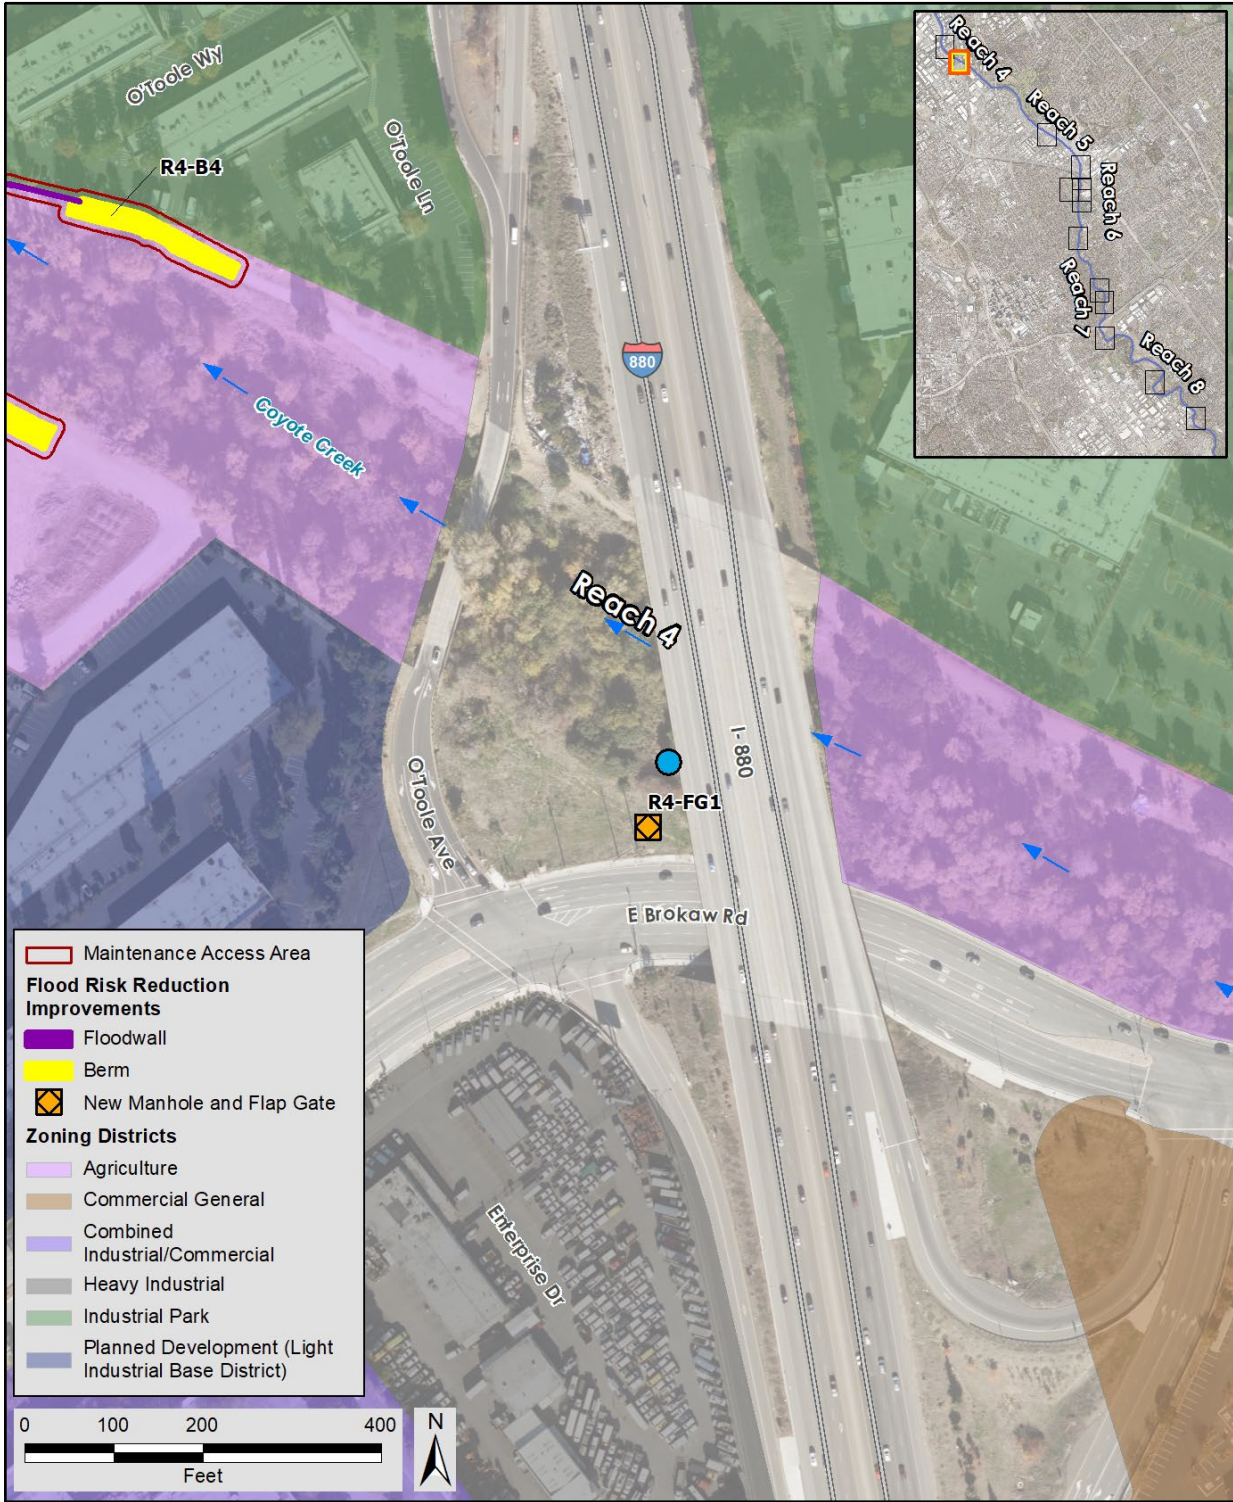 O'Toole Wy
O'Toole Ln
R4-B4
880
Coyote Creek
Reach 4
I- 880
R4-FG1
O'Toole Ave
E Brokaw Rd
Enterprise Dr
Reach 4
Reach 5
Reach 6
Reach 7
Reach 8
Maintenance Access Area
Flood Risk Reduction
Improvements
Floodwall
Berm
New Manhole and Flap Gate
Zoning Districts
Agriculture
Commercial General
Combined
Industrial/Commercial
Heavy Industrial
Industrial Park
Planned Development (Light
Industrial Base District)
0 100 200 400
Feet
N